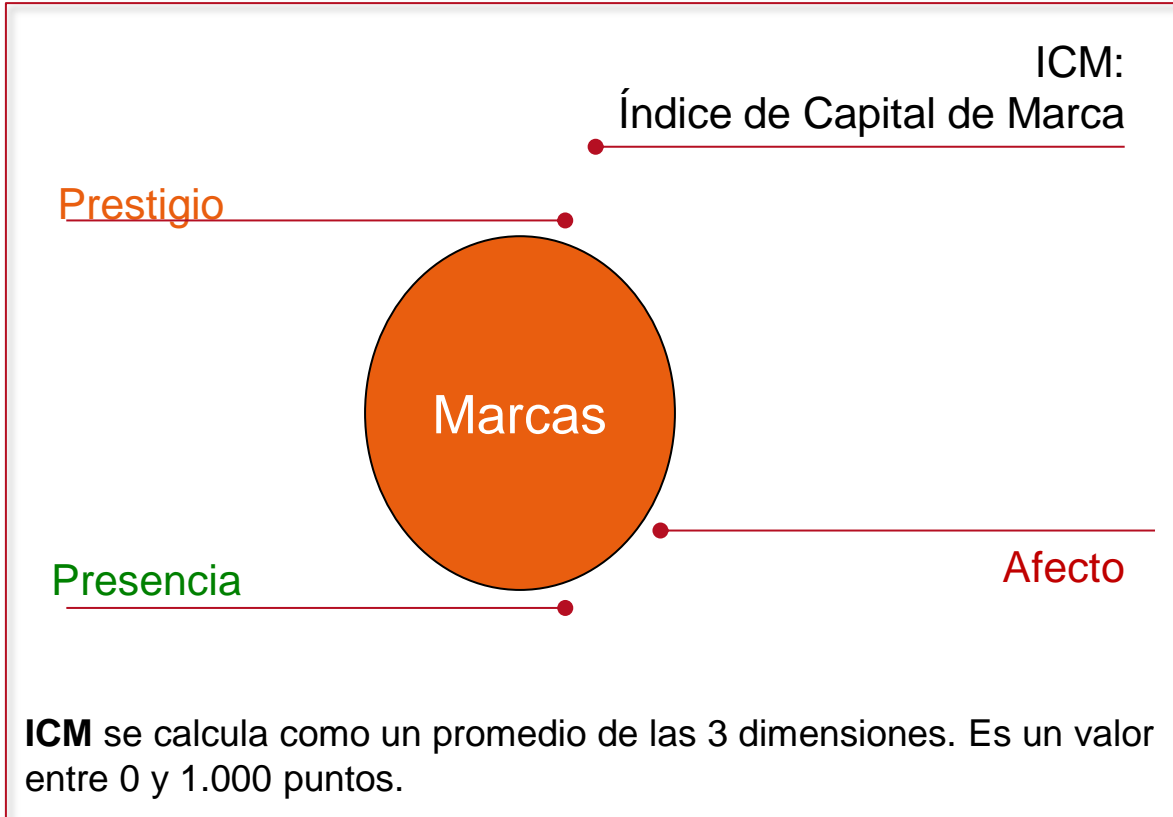 ICM:
Índice de Capital de Marca
Prestigio
Marcas
Presencia
Afecto
ICM se calcula como un promedio de las 3 dimensiones. Es un valor
entre 0 y 1.000 puntos.